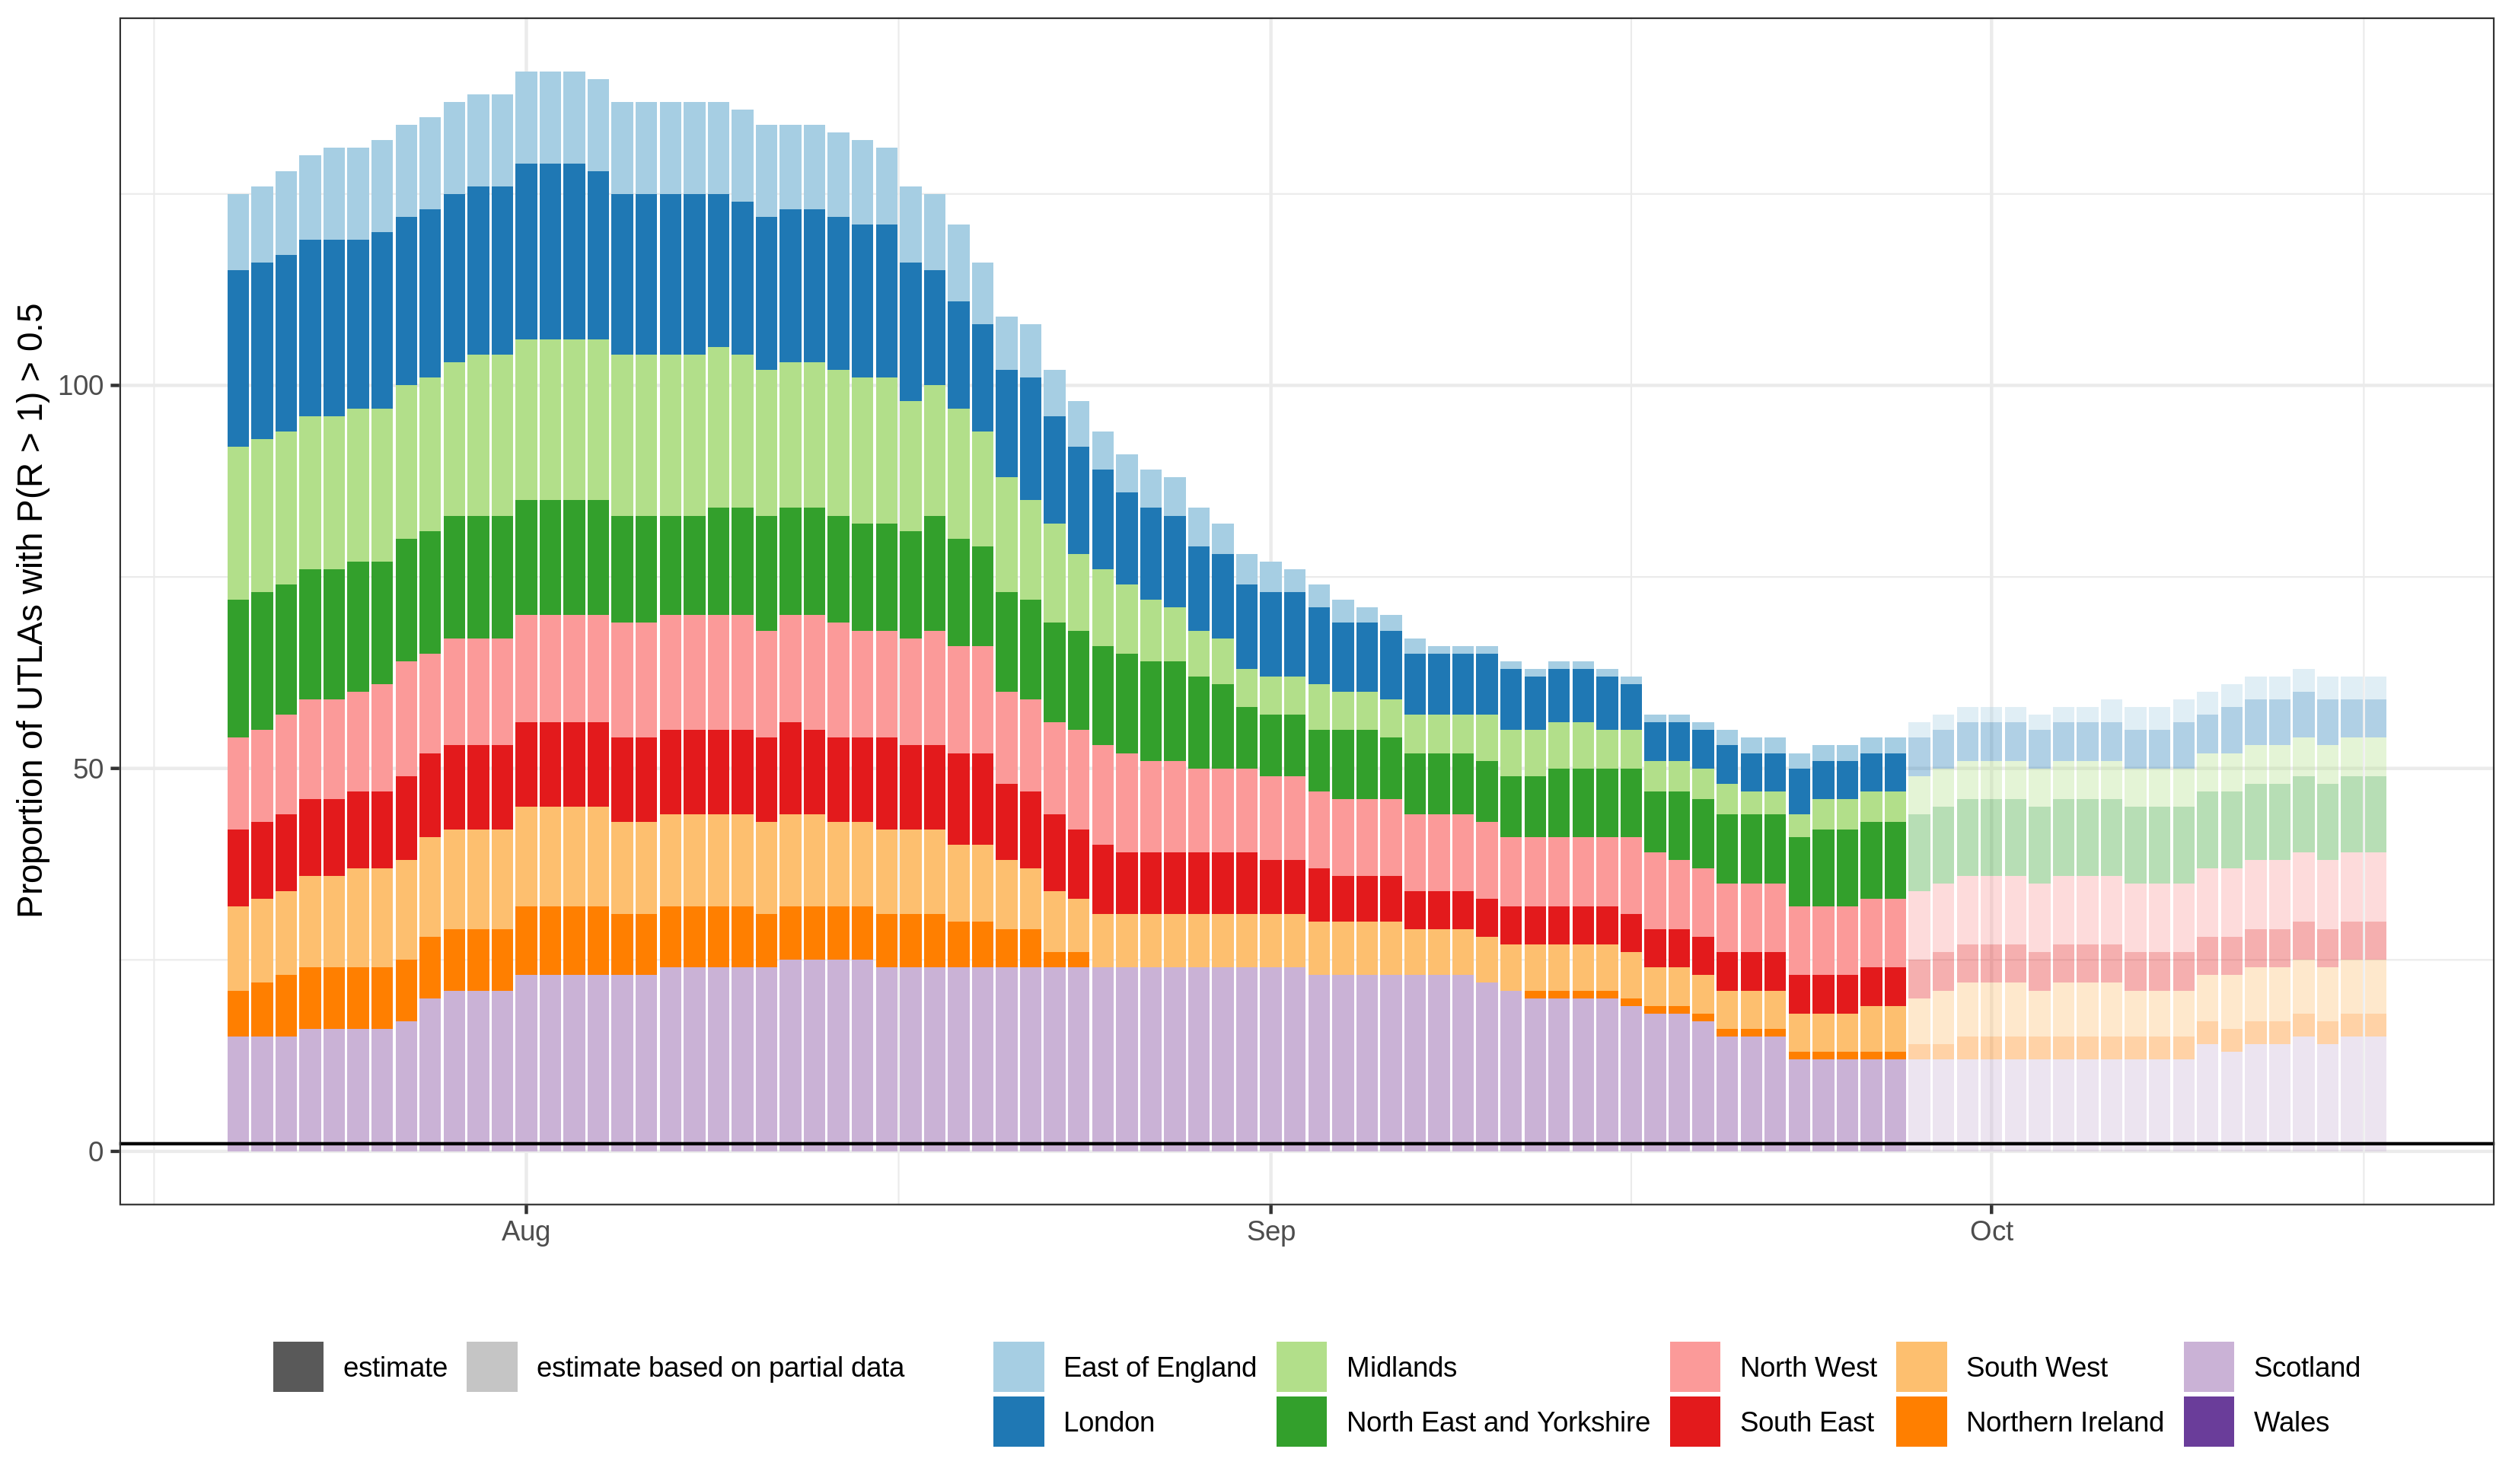 Proportion of UTLAs with P(R > 1) > 0.5
100
50
0
Aug Sep Oct
estimate estimate based on partial data East of England Midlands North West South West Scotland
London North East and Yorkshire South East Northern Ireland Wales